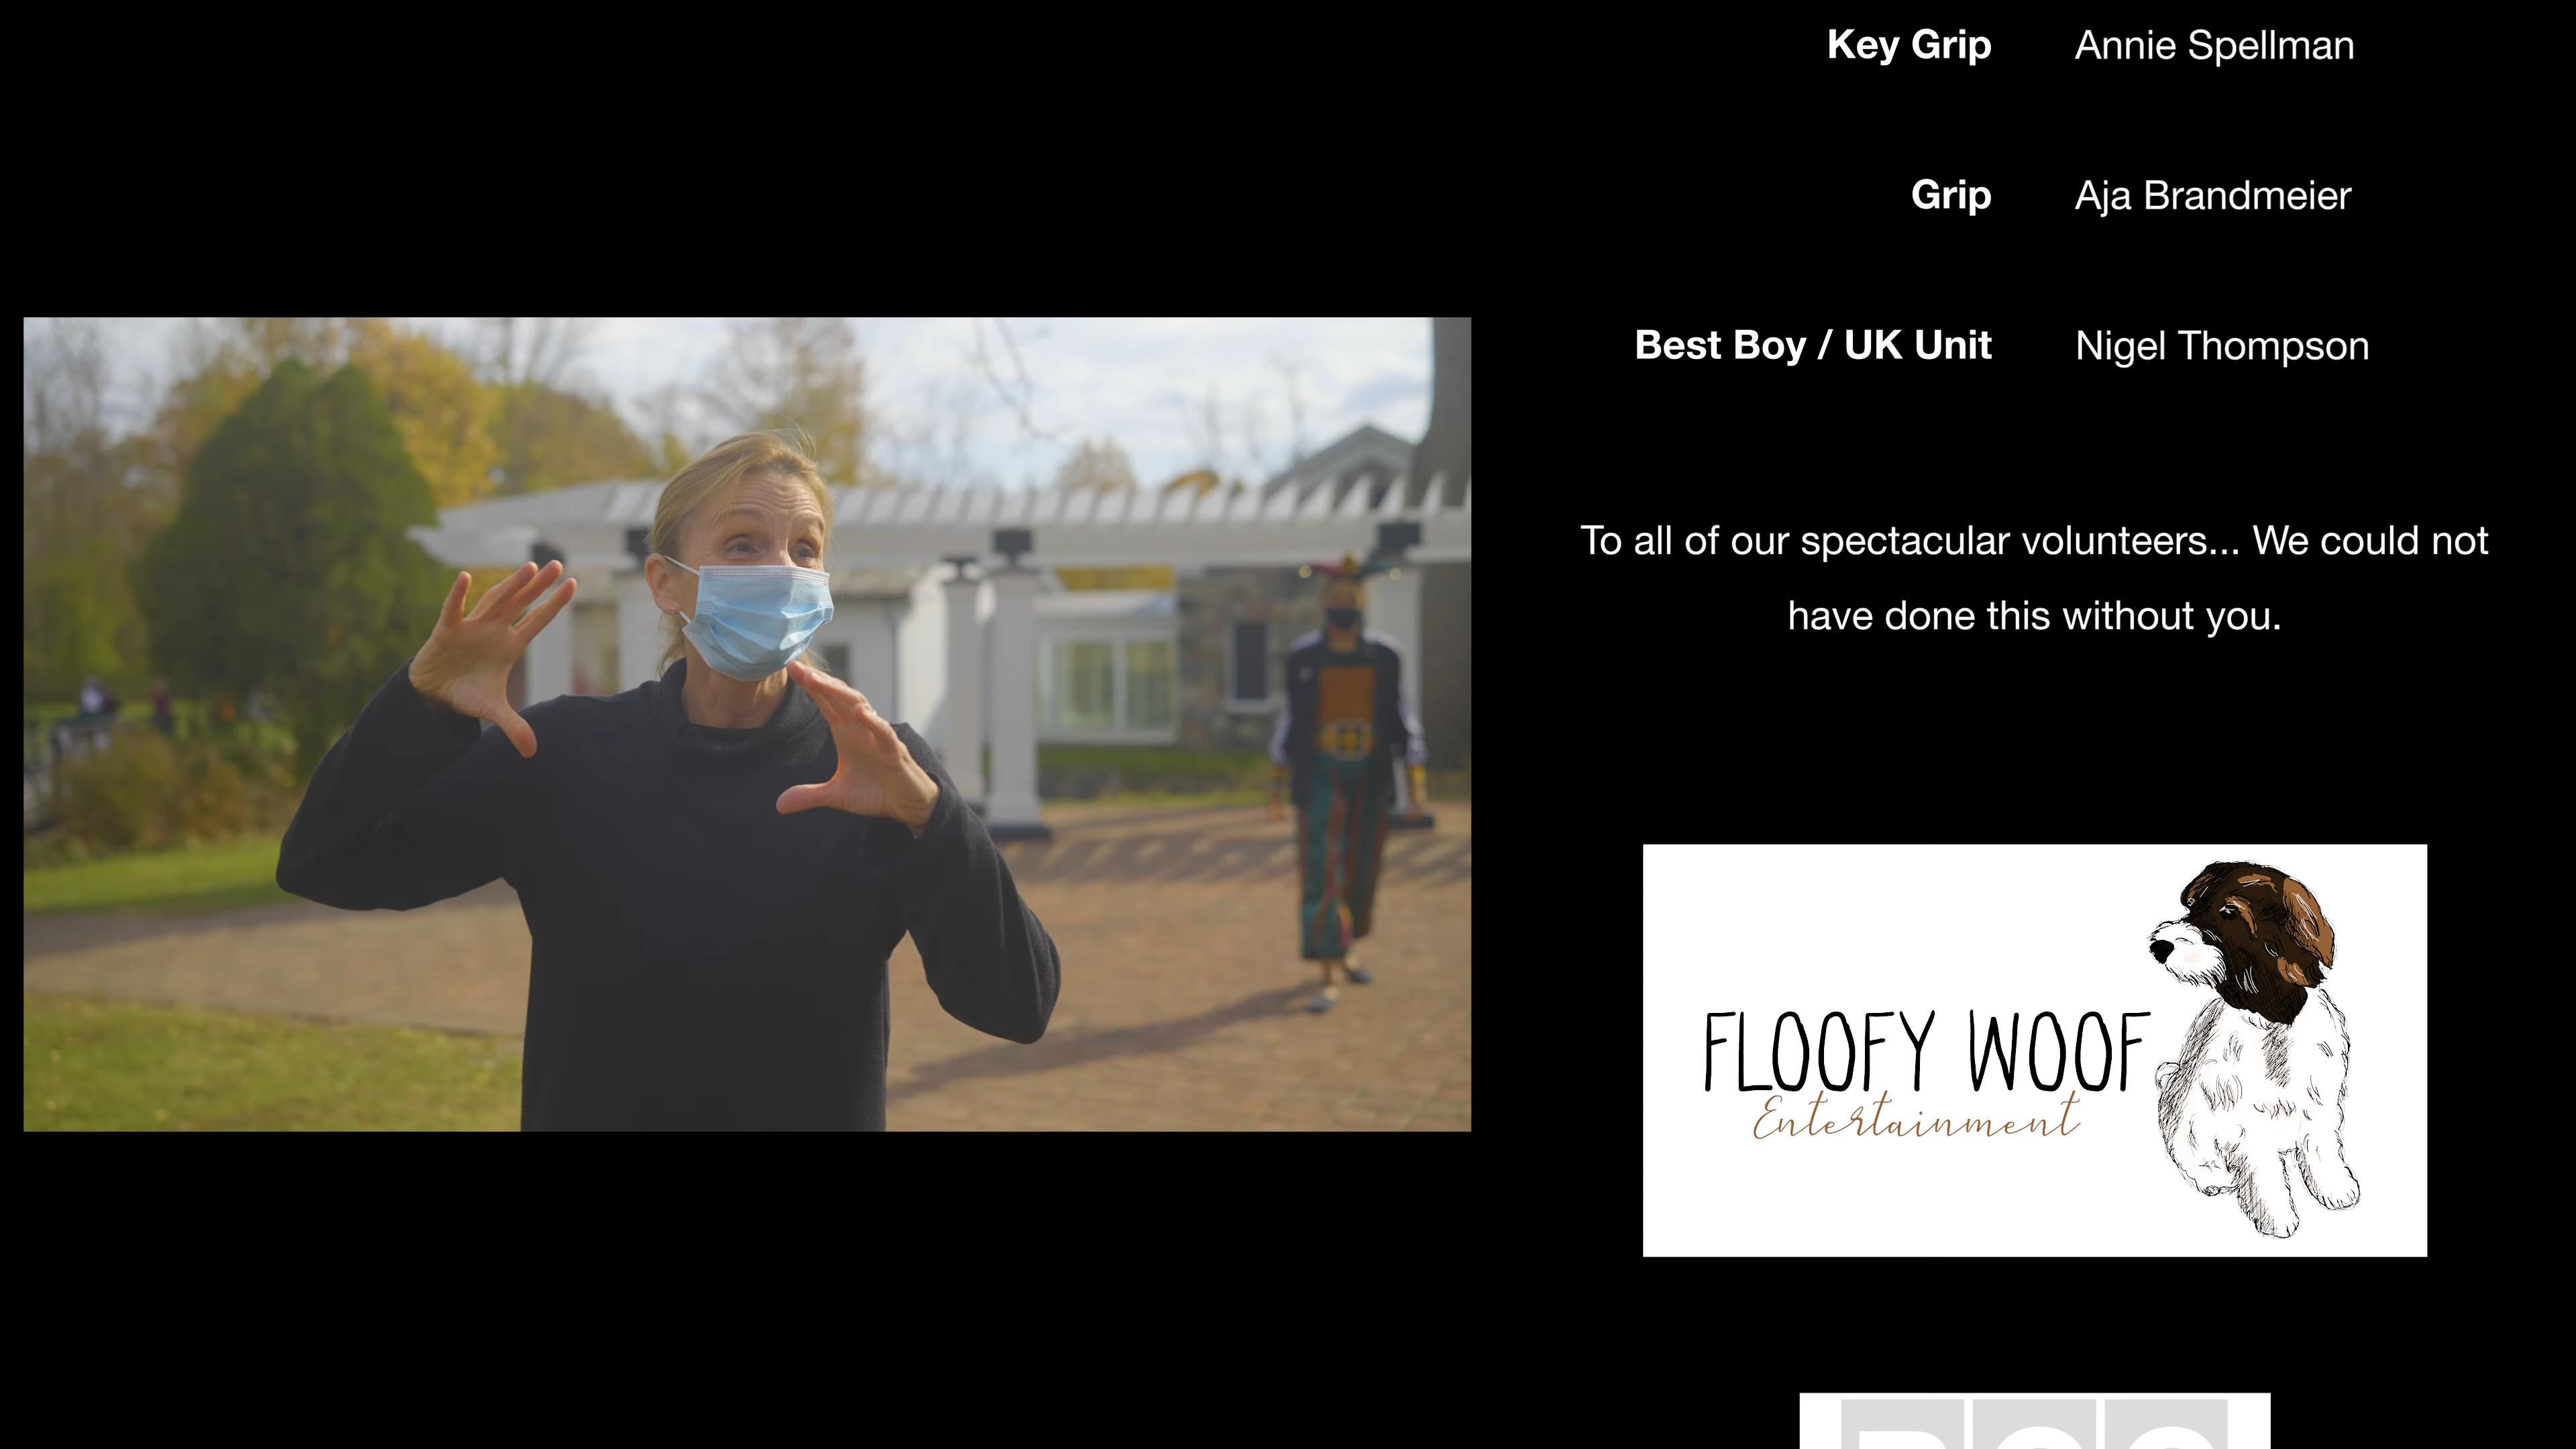 Key Grip Annie Spellman
Grip Aja Brandmeier
Best Boy / UK Unit Nigel Thompson
To all of our spectacular volunteers... We could not
have done this without you.
FLOOFY WOOF
Entertainment